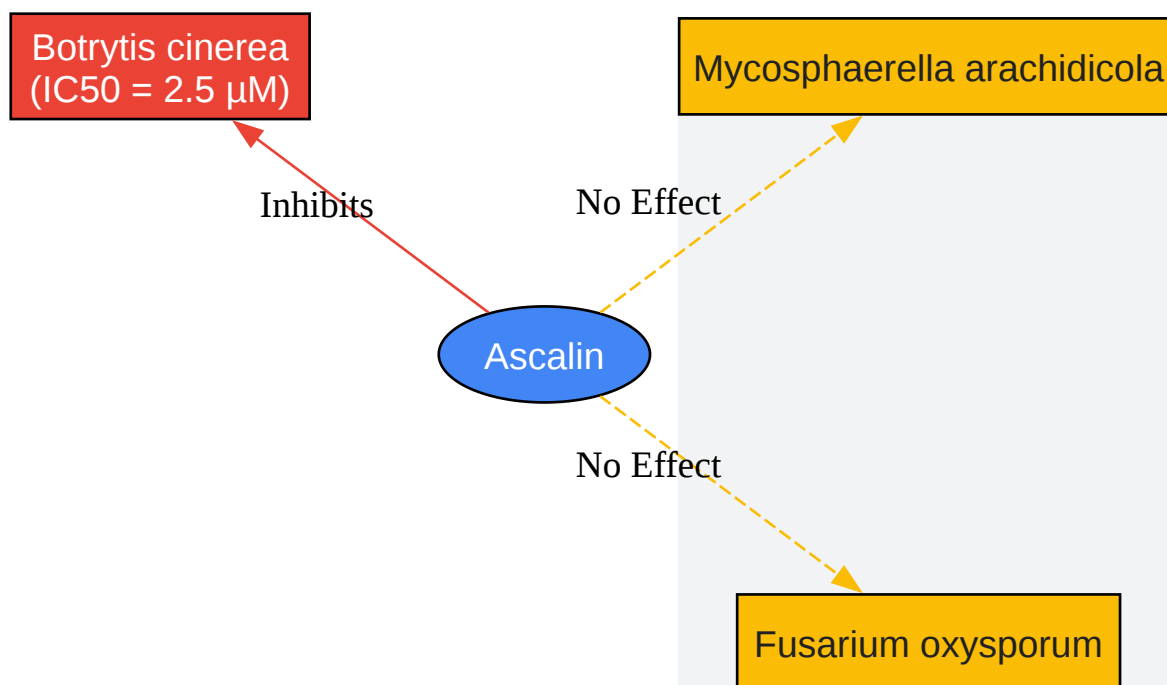 Botrytis cinerea
(IC50 = 2.5 µM)
Mycosphaerella arachidicola
Inhibits
No Effect
Ascalin
No Effect
Fusarium oxysporum